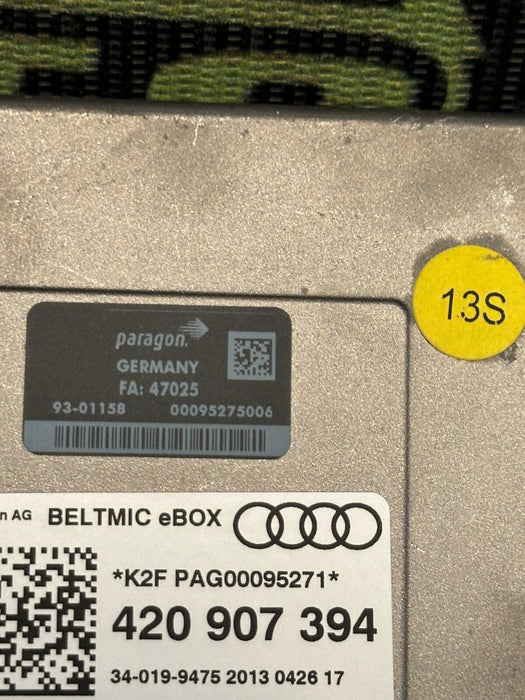 13S
paragon.
GERMANY
FA: 47025
93-01158 00095275006
n AG BELTMIC eBOX
*K2F PAG00095271*
420 907 394
34-019-9475 2013 0426 17